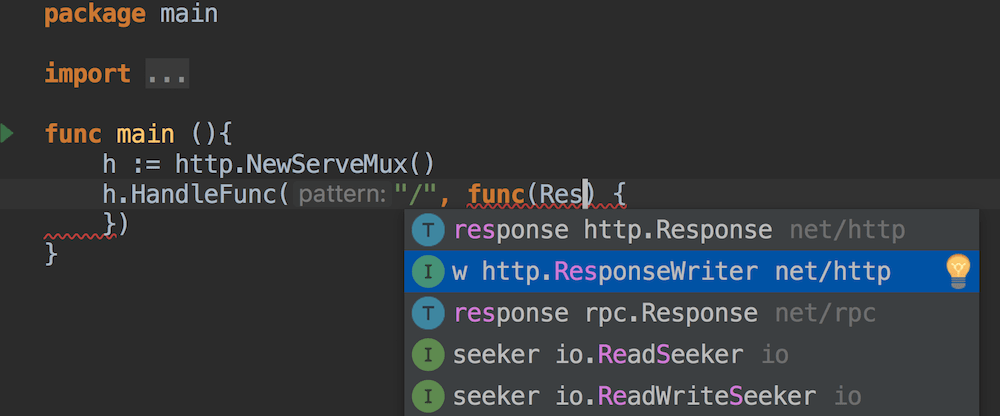 package main
import ...
func main (){
h := http.NewServeMux()
h.HandleFunc( pattern: "/", func(Res) {
})
}
T response http.Response net/http
I w http.ResponseWriter net/http
T response rpc.Response net/rpc
I seeker io.ReadSeeker io
I seeker io.ReadWriteSeeker io